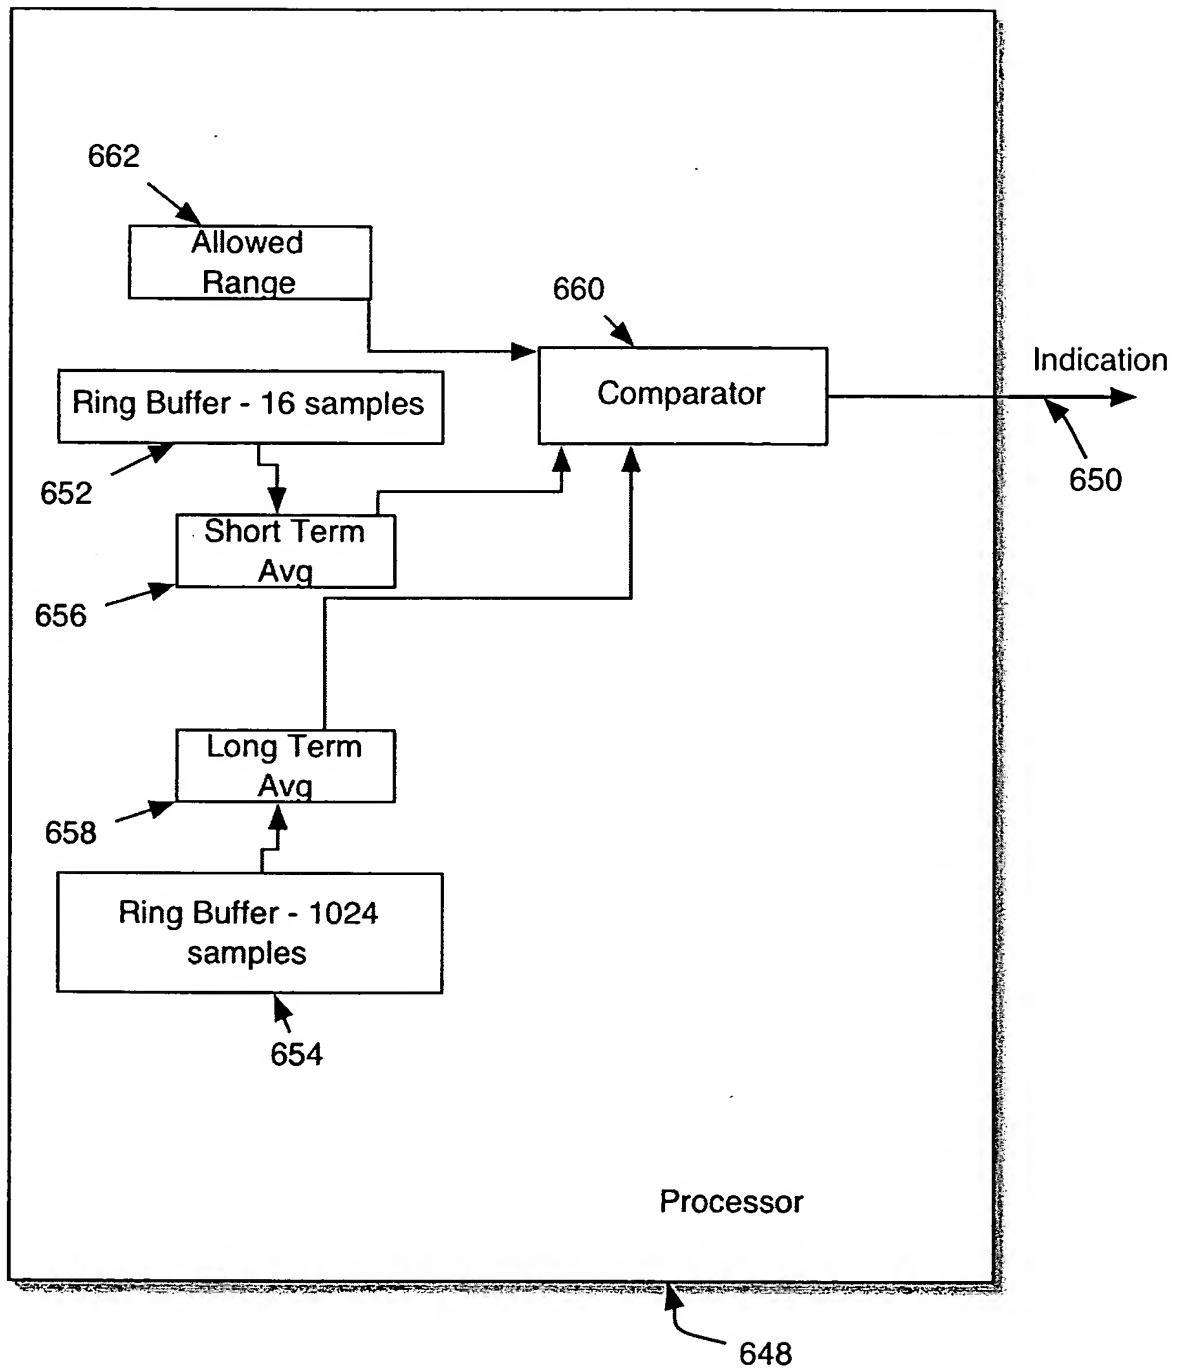 662
Allowed
Range
660
Indication
Comparator
Ring Buffer - 16 samples
650
652
Short Term
Avg
656
Long Term
Avg
658
Ring Buffer - 1024
samples
654
Processor
648